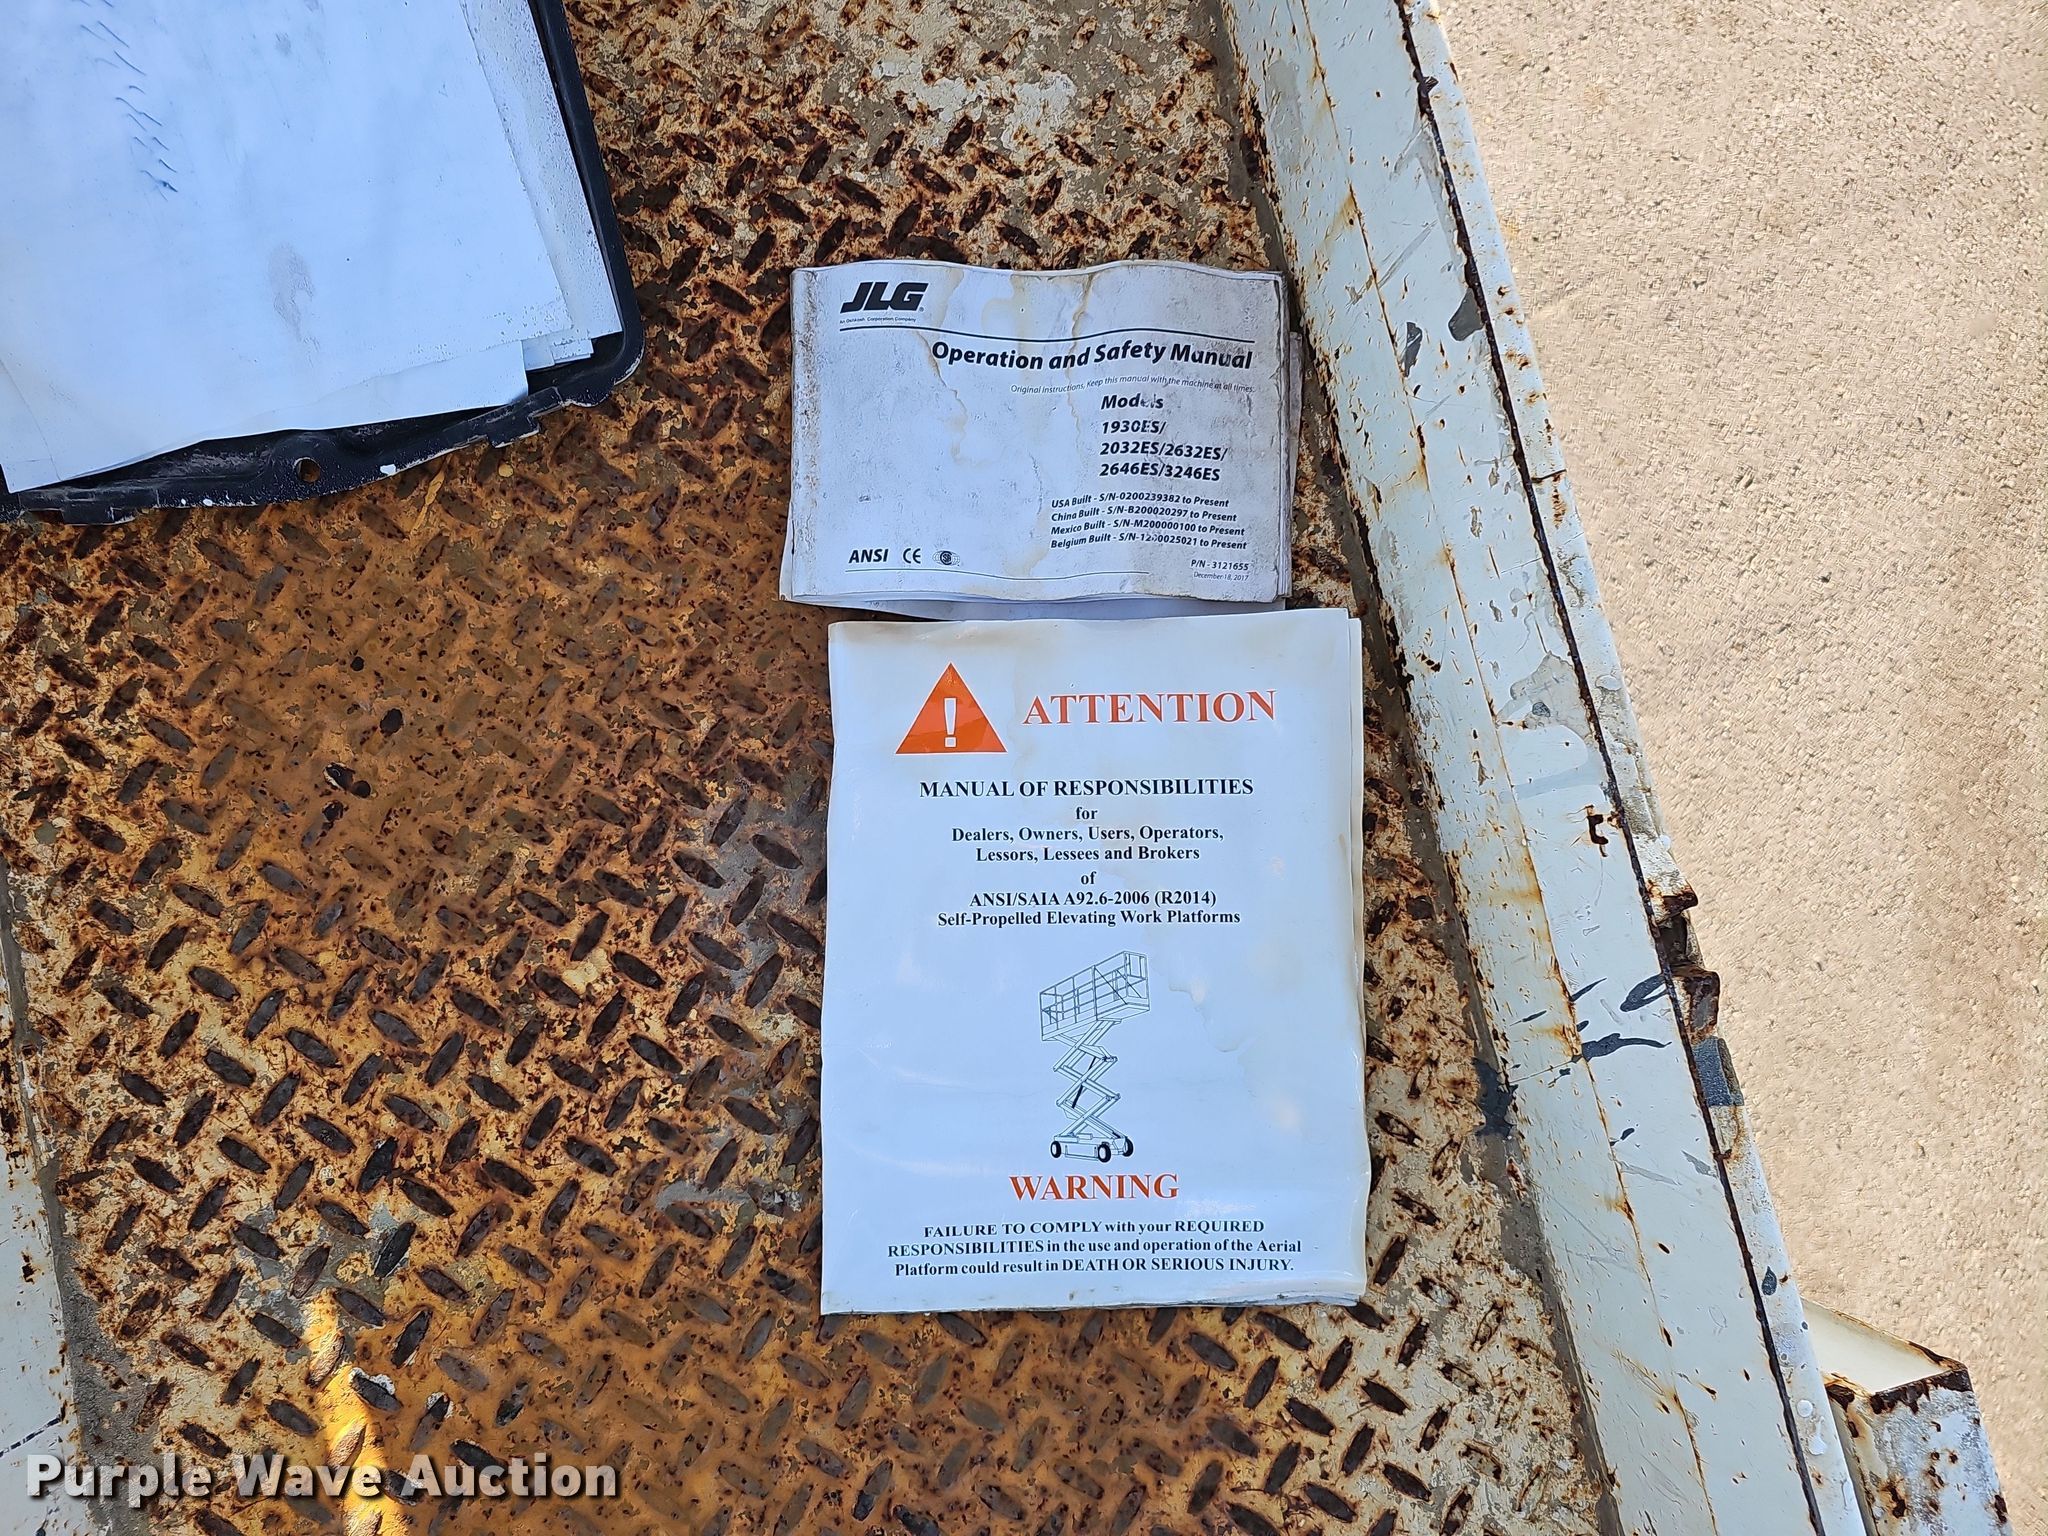 JLG
An Oshkosh Corporation Company
Operation and Safety Manual
Original Instructions, Keep this manual with the machine at all times.
Models
1930ES/
2032ES/2632ES/
2646ES/3246ES
USA Built - S/N-0200239382 to Present
China Built - S/N-B200020297 to Present
Mexico Built - S/N-M200000100 to Present
Belgium Built - S/N-1200025021 to Present
ANSI CE
P/N - 3121655
December 18, 2017
! ATTENTION
MANUAL OF RESPONSIBILITIES
for
Dealers, Owners, Users, Operators,
Lessors, Lessees and Brokers
of
ANSI/SAIA A92.6-2006 (R2014)
Self-Propelled Elevating Work Platforms
WARNING
FAILURE TO COMPLY with your REQUIRED
RESPONSIBILITIES in the use and operation of the Aerial
Platform could result in DEATH OR SERIOUS INJURY.
Purple Wave Auction